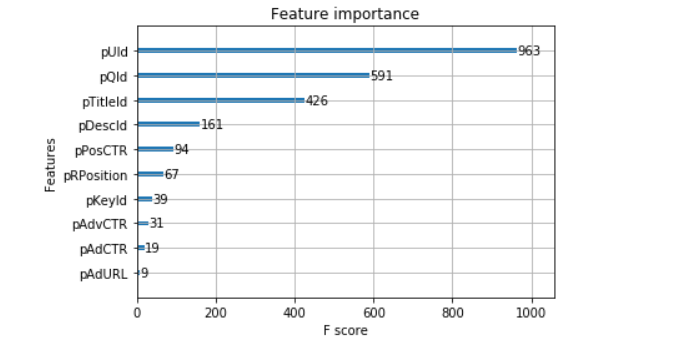 Feature importance
Features
pUId 963
pQId 591
pTitleId 426
pDescId 161
pPosCTR 94
pRPosition 67
pKeyId 39
pAdvCTR 31
pAdCTR 19
pAdURL 9
0 200 400 600 800 1000
F score